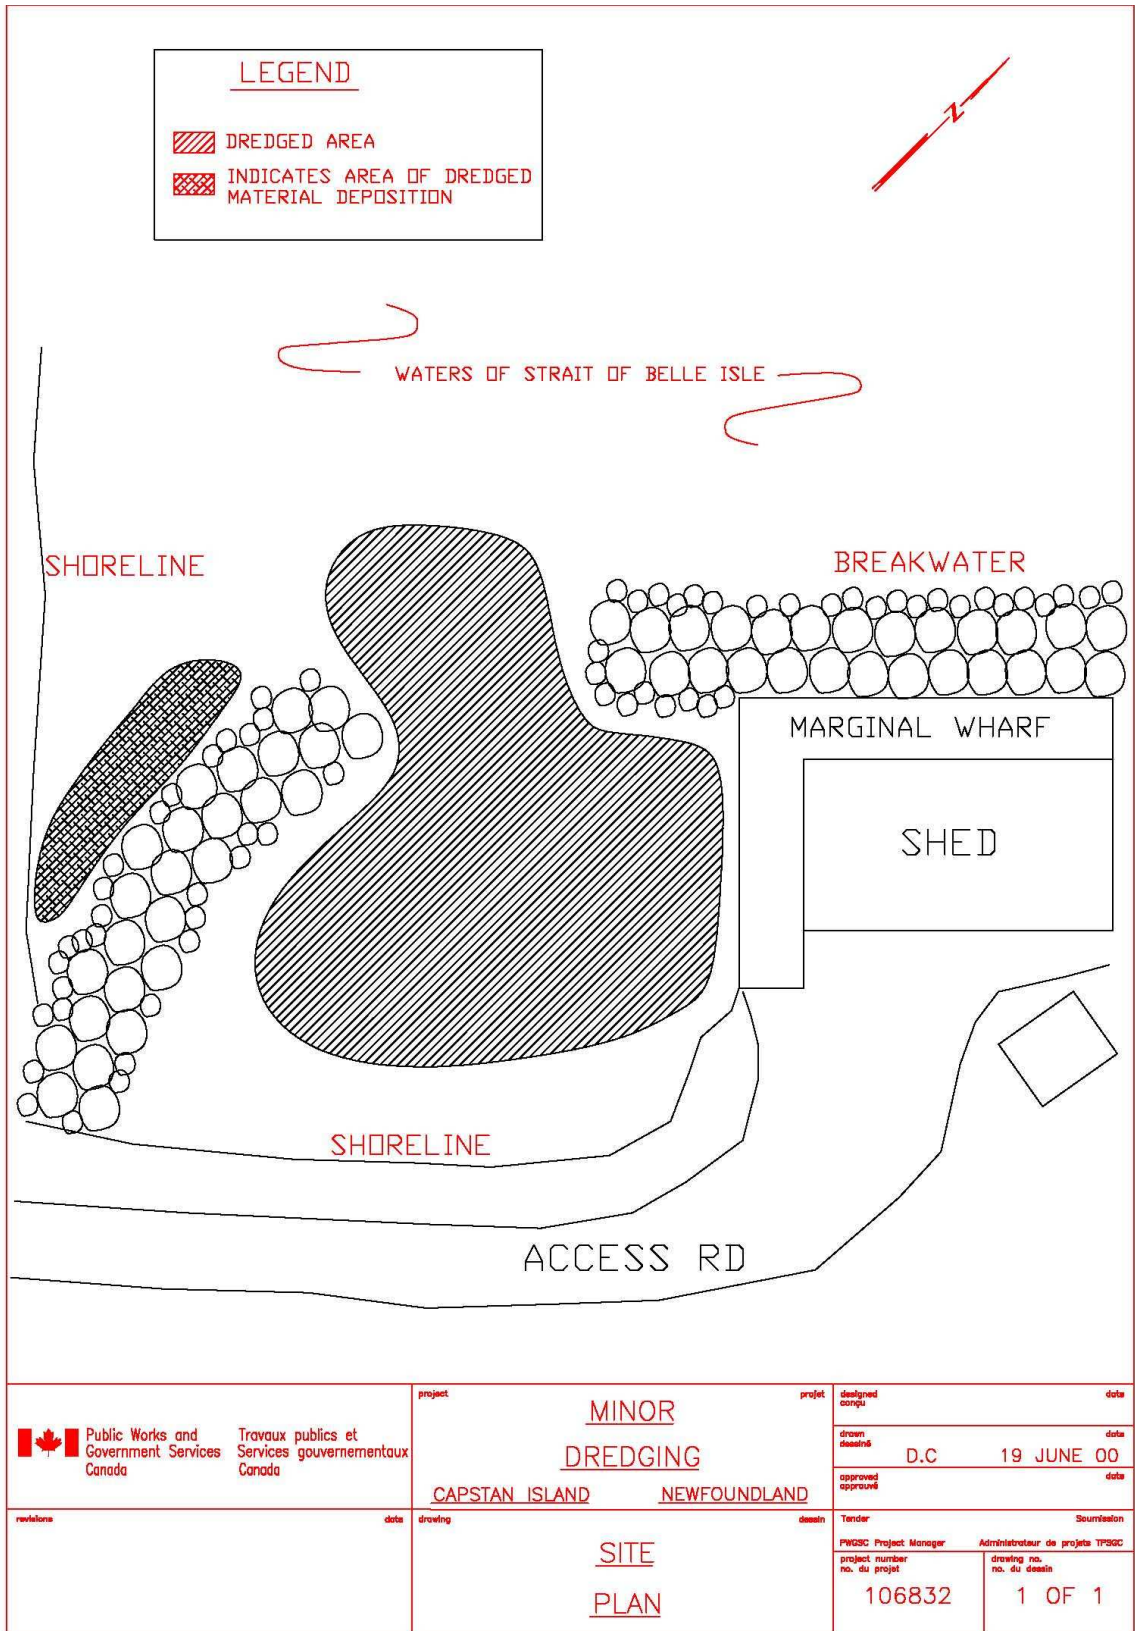 LEGEND
DREDGED AREA
INDICATES AREA OF DREDGED
MATERIAL DEPOSITION
N
WATERS OF STRAIT OF BELLE ISLE
SHORELINE
BREAKWATER
MARGINAL WHARF
SHED
SHORELINE
ACCESS RD
Public Works and
Government Services
Canada
Travaux publics et
Services gouvernementaux
Canada
project projet
MINOR
DREDGING
CAPSTAN ISLAND NEWFOUNDLAND
designed date
conçu
drawn date
dessiné
D.C 19 JUNE 00
approved date
approuvé
revisions date
drawing dessin
SITE
PLAN
Tender Soumission
PWGSC Project Manager Administrateur de projets TPSGC
project number
no. du projet
106832
drawing no.
no. du dessin
1 OF 1